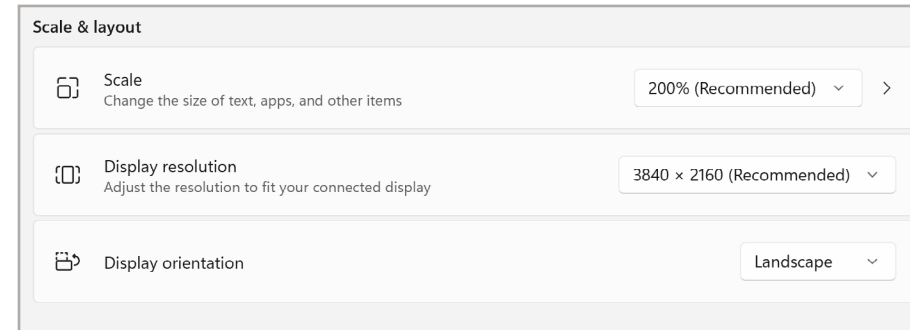 Scale & layout
Scale
Change the size of text, apps, and other items
200% (Recommended)
Display resolution
Adjust the resolution to fit your connected display
3840 × 2160 (Recommended)
Display orientation
Landscape